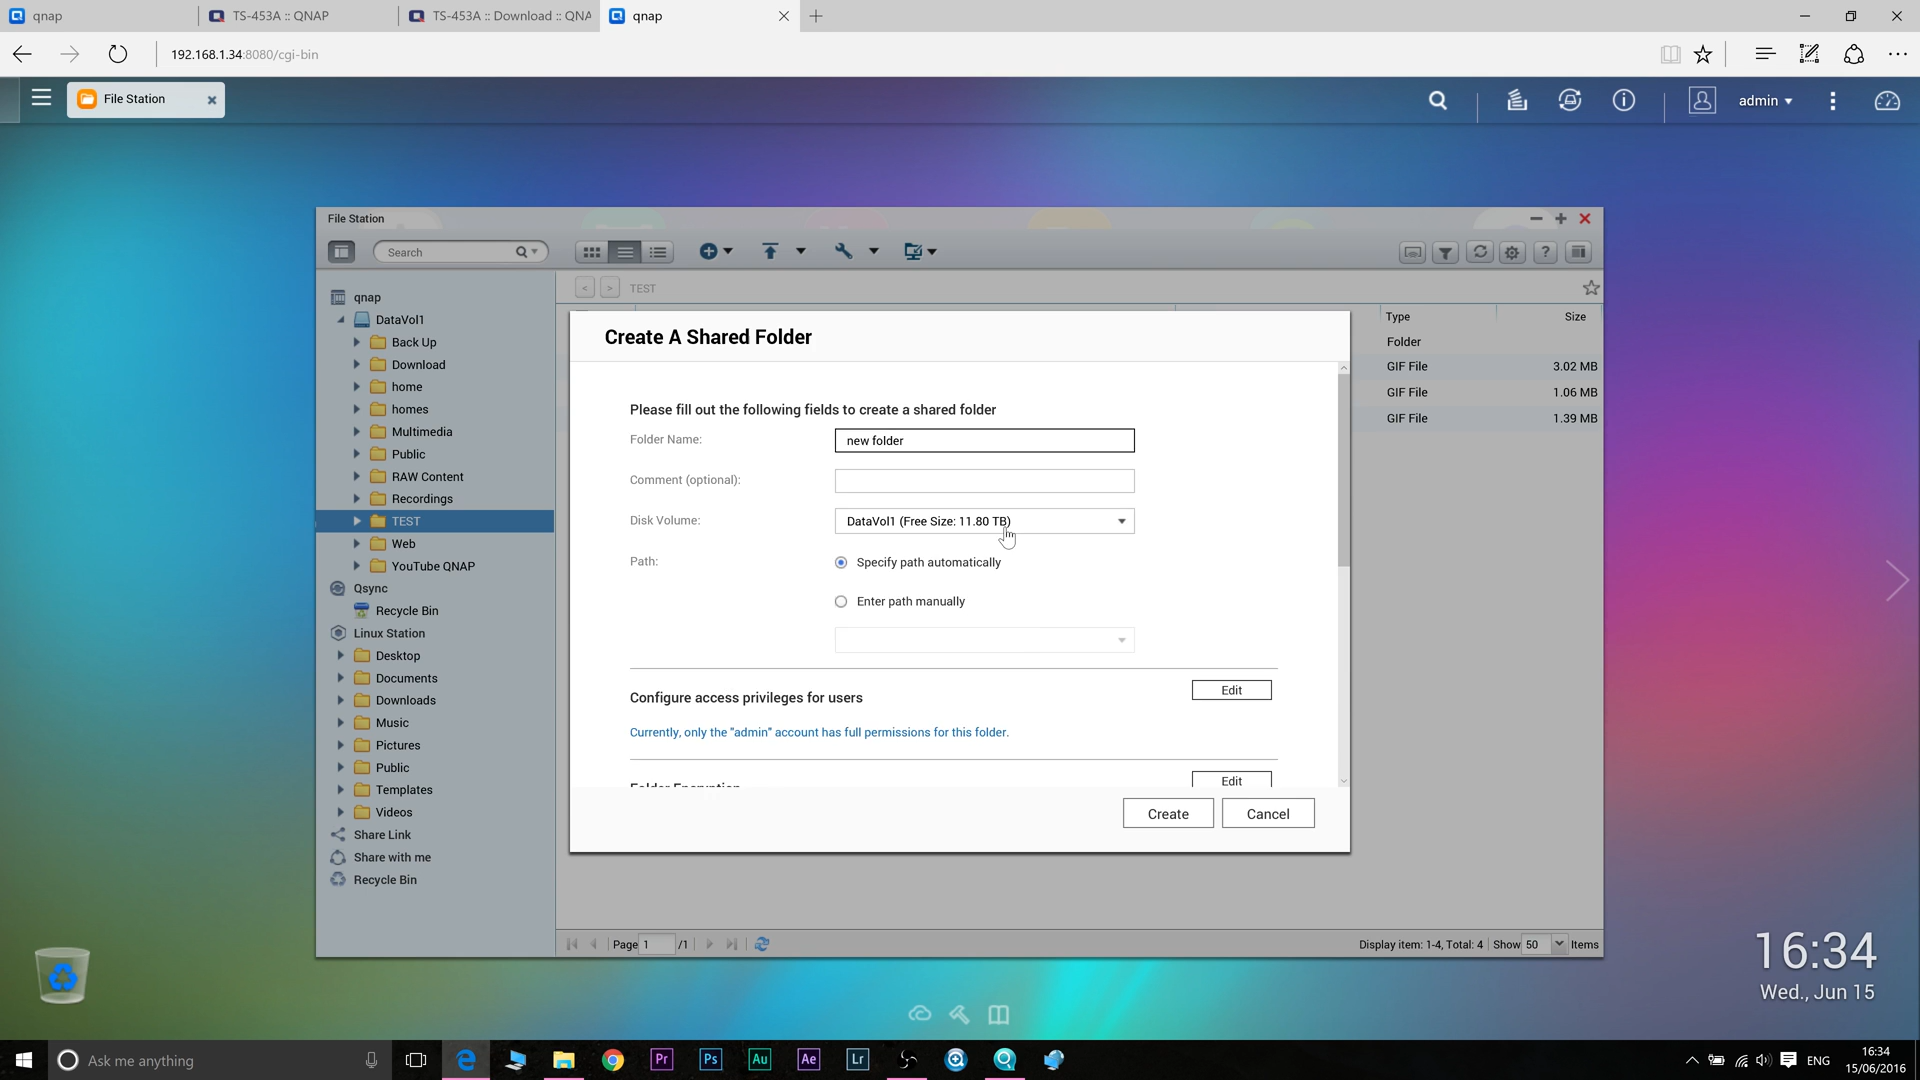 qnap
TS-453A :: QNAP
TS-453A :: Download :: QNA
qnap
192.168.1.34:8080/cgi-bin
File Station
admin
File Station
Search
TEST
qnap
DataVol1
Back Up
Download
home
homes
Multimedia
Public
RAW Content
Recordings
TEST
Web
YouTube QNAP
Qsync
Recycle Bin
Linux Station
Desktop
Documents
Downloads
Music
Pictures
Public
Templates
Videos
Share Link
Share with me
Recycle Bin
Type Size
Folder
GIF File 3.02 MB
GIF File 1.06 MB
GIF File 1.39 MB
Create A Shared Folder
Please fill out the following fields to create a shared folder
Folder Name: new folder
Comment (optional):
Disk Volume: DataVol1 (Free Size: 11.80 TB)
Path: Specify path automatically
Enter path manually
Configure access privileges for users Edit
Currently, only the "admin" account has full permissions for this folder.
Folder Encryption Edit
Create Cancel
Page 1 /1
Display item: 1-4, Total: 4 Show 50 Items
16:34
Wed., Jun 15
Ask me anything
Pr Ps Au Ae Lr
ENG
16:34
15/06/2016